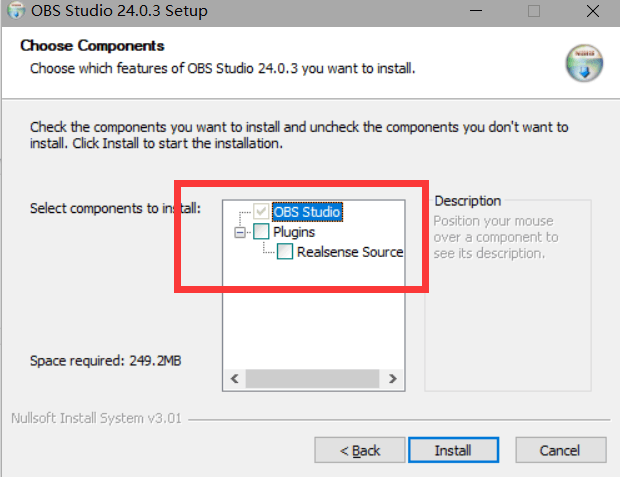 OBS Studio 24.0.3 Setup
Choose Components
Choose which features of OBS Studio 24.0.3 you want to install.
Check the components you want to install and uncheck the components you don't want to
install. Click Install to start the installation.
Select components to install:
OBS Studio
Plugins
Realsense Source
Description
Position your mouse
over a component to
see its description.
Space required: 249.2MB
Nullsoft Install System v3.01
< Back
Install
Cancel